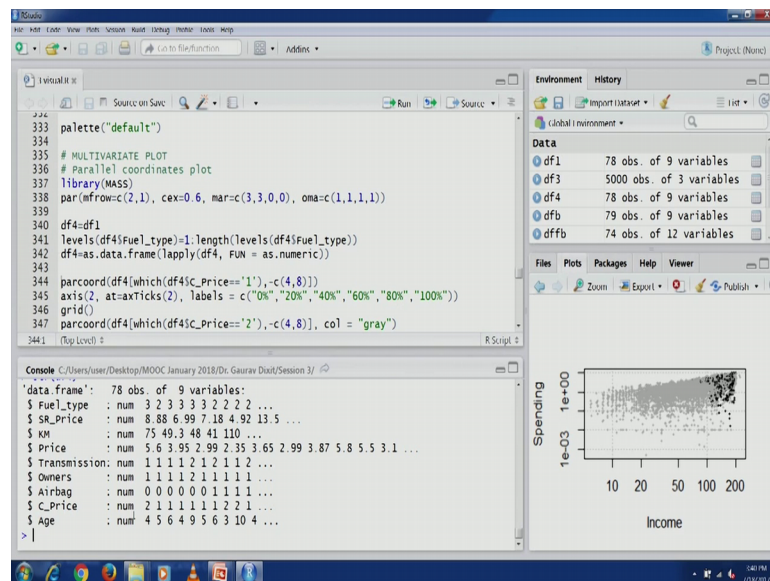 RStudio
File Edit Code View Plots Session Build Debug Profile Tools Help
Go to file/function
Addins
Project: (None)
1 visual.R
Source on Save
Run
Source
332
333 palette("default")
334
335 # MULTIVARIATE PLOT
336 # Parallel coordinates plot
337 library(MASS)
338 par(mfrow=c(2,1), cex=0.6, mar=c(3,3,0,0), oma=c(1,1,1,1))
339
340 df4=df1
341 levels(df4$Fuel_type)=1:length(levels(df4$Fuel_type))
342 df4=as.data.frame(lapply(df4, FUN = as.numeric))
343
344 parcoord(df4[which(df4$C_Price=='1'),-c(4,8)])
345 axis(2, at=axTicks(2), labels = c("0%","20%","40%","60%","80%","100%"))
346 grid()
347 parcoord(df4[which(df4$C_Price=='2'),-c(4,8)], col = "gray")
344:1 (Top Level) R Script
Console C:/Users/user/Desktop/MOOC January 2018/Dr. Gaurav Dixit/Session 3/
'data.frame': 78 obs. of 9 variables:
$ Fuel_type : num 3 2 3 3 3 3 2 2 2 2 ...
$ SR_Price : num 8.88 6.99 7.18 4.92 13.5 ...
$ KM : num 75 49.3 48 41 110 ...
$ Price : num 5.6 3.95 2.99 2.35 3.65 2.99 3.87 5.8 5.5 3.1 ...
$ Transmission: num 1 1 1 1 2 1 2 1 1 2 ...
$ Owners : num 1 1 1 1 2 1 1 1 1 1 ...
$ Airbag : num 0 0 0 0 0 0 1 1 1 1 ...
$ C_Price : num 2 1 1 1 1 1 1 2 2 1 ...
$ Age : num 4 5 6 4 9 5 6 3 10 4 ...
>
Environment History
Import Dataset
List
Global Environment
Data
df1 78 obs. of 9 variables
df3 5000 obs. of 3 variables
df4 78 obs. of 9 variables
dfb 79 obs. of 9 variables
dffb 74 obs. of 12 variables
Files Plots Packages Help Viewer
Zoom Export Publish
Spending
1e+00
1e-03
10 20 50 100 200
Income
3:40 PM